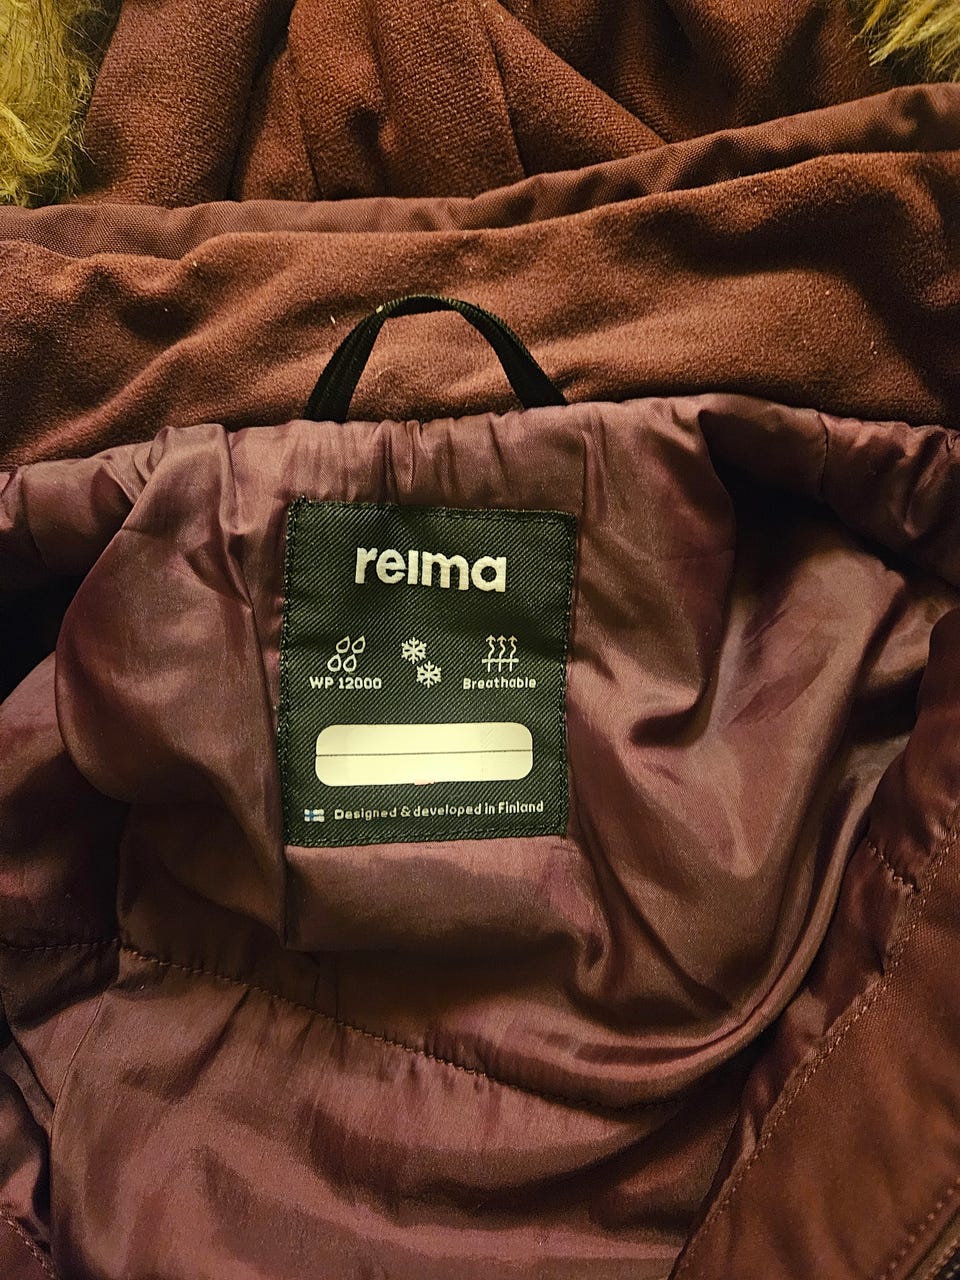 reima
WP 12000
Breathable
Designed & developed in Finland